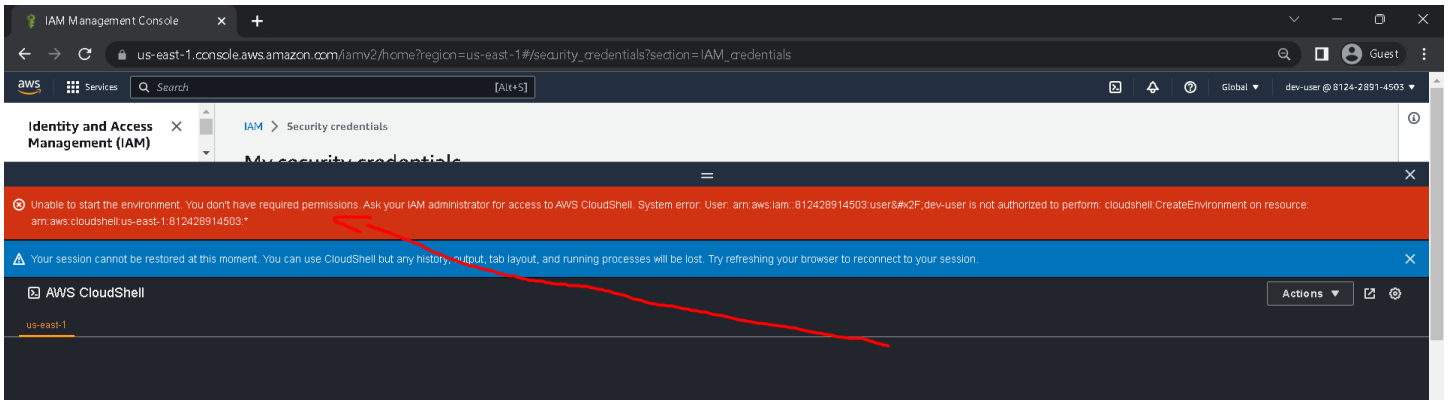 IAM Management Console
us-east-1.console.aws.amazon.com/iamv2/home?region=us-east-1#/security_credentials?section=IAM_credentials
Guest
aws
Services
Search
[Alt+S]
Global
dev-user @ 8124-2891-4503
Identity and Access
Management (IAM)
IAM > Security credentials
My security credentials
Unable to start the environment. You don't have required permissions. Ask your IAM administrator for access to AWS CloudShell. System error: User: arn:aws:iam::812428914503:user&#x2F;dev-user is not authorized to perform: cloudshell:CreateEnvironment on resource:
arn:aws:cloudshell:us-east-1:812428914503:*
Your session cannot be restored at this moment. You can use CloudShell but any history, output, tab layout, and running processes will be lost. Try refreshing your browser to reconnect to your session.
AWS CloudShell
Actions
us-east-1